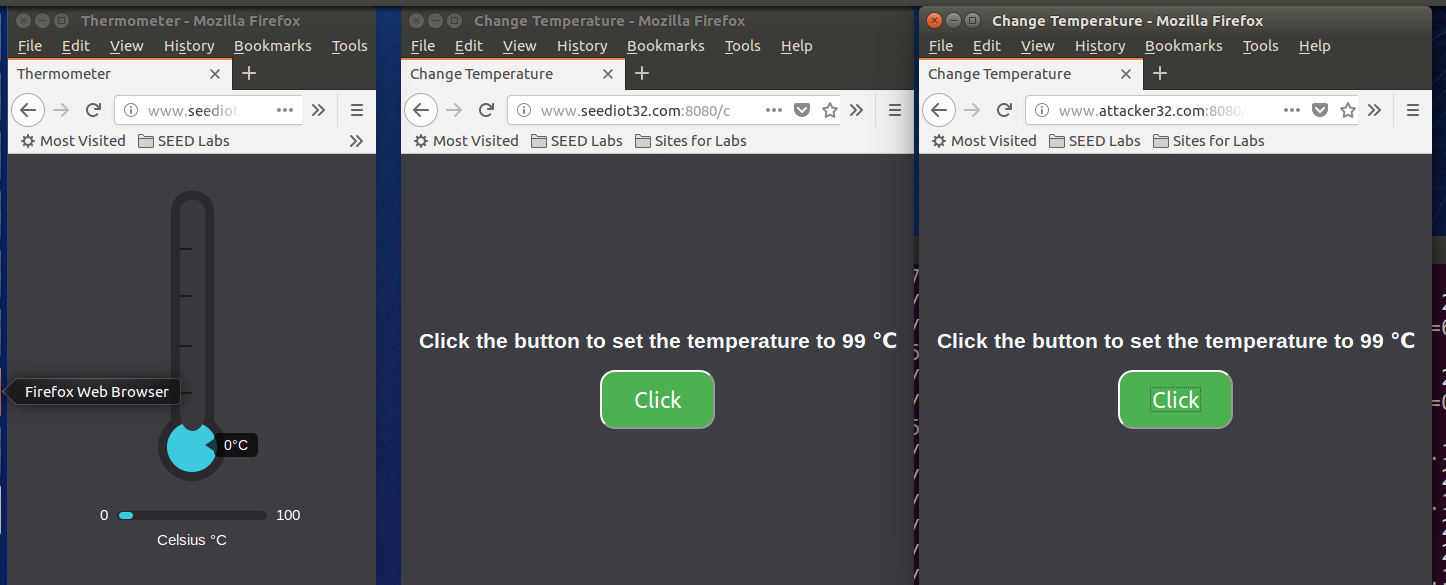 Thermometer - Mozilla Firefox
File Edit View History Bookmarks Tools
Thermometer
www.seediot
Most Visited SEED Labs
Firefox Web Browser
0°C
0 100
Celsius °C
Change Temperature - Mozilla Firefox
File Edit View History Bookmarks Tools Help
Change Temperature
www.seediot32.com:8080/c
Most Visited SEED Labs Sites for Labs
Click the button to set the temperature to 99 °C
Click
Change Temperature - Mozilla Firefox
File Edit View History Bookmarks Tools Help
Change Temperature
www.attacker32.com:8080/
Most Visited SEED Labs Sites for Labs
Click the button to set the temperature to 99 °C
Click